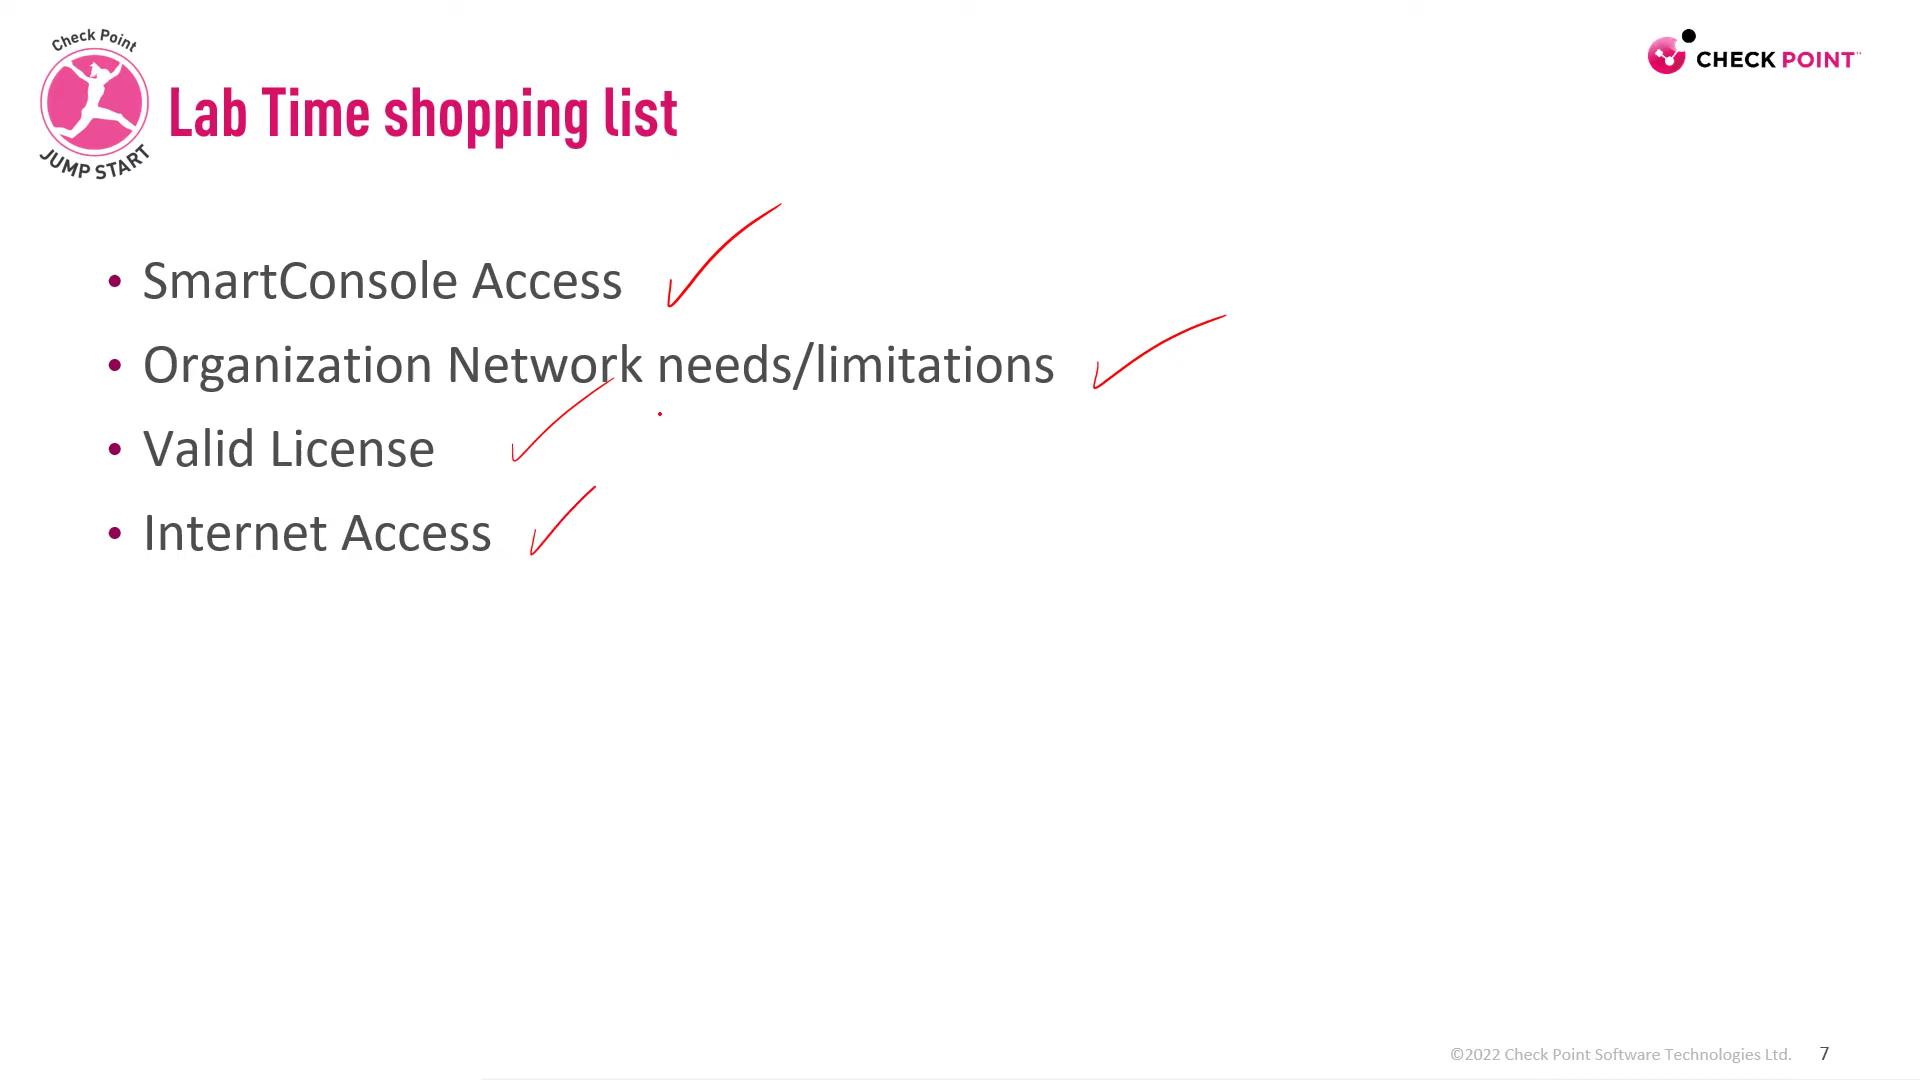 Check Point
JUMP START
CHECK POINT
Lab Time shopping list
• SmartConsole Access
• Organization Network needs/limitations
• Valid License
• Internet Access
©2022 Check Point Software Technologies Ltd. 7